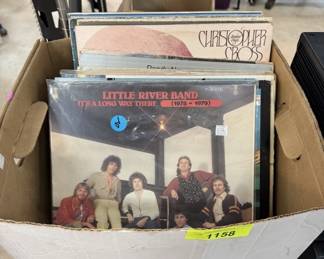 CHRISTOPHER
CROSS
LITTLE RIVER BAND
IT'S A LONG WAY THERE (1975 - 1979)
1158